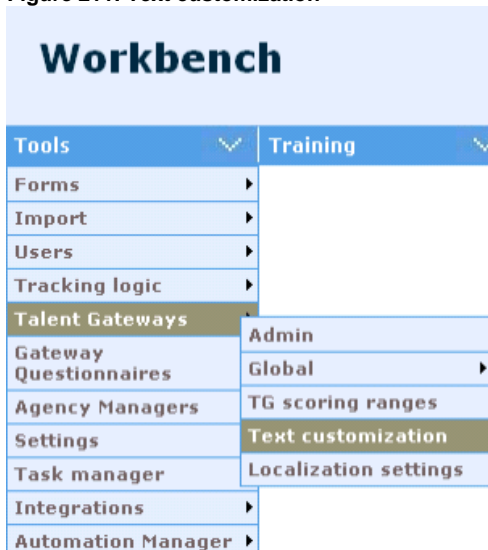 Workbench
Tools
Training
Forms
Import
Users
Tracking logic
Talent Gateways
Gateway
Questionnaires
Agency Managers
Settings
Task manager
Integrations
Automation Manager
Admin
Global
TG scoring ranges
Text customization
Localization settings